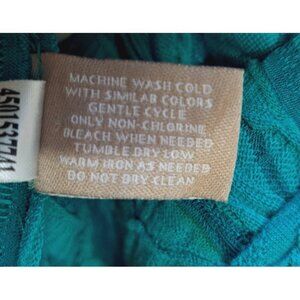 MACHINE WASH COLD
WITH SIMILAR COLORS
GENTLE CYCLE
ONLY NON-CHLORINE
BLEACH WHEN NEEDED
TUMBLE DRY LOW
WARM IRON AS NEEDED
DO NOT DRY CLEAN